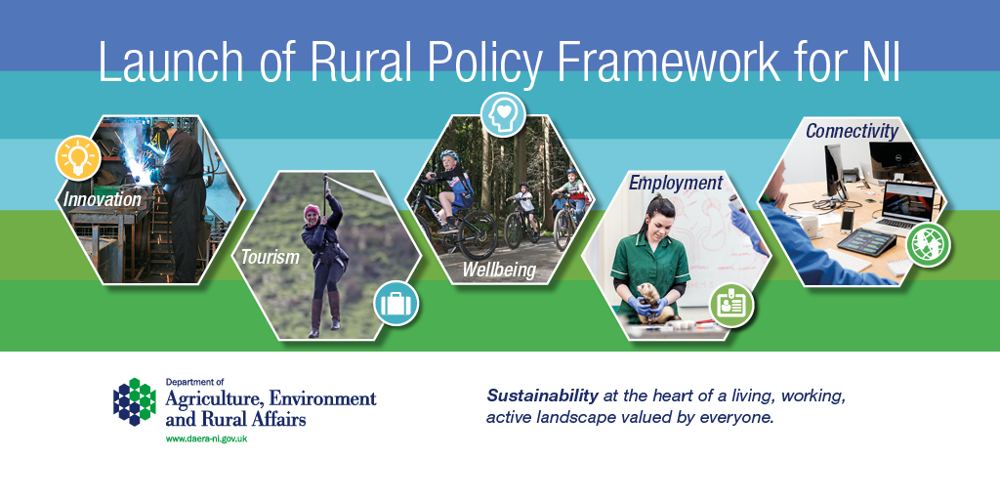 Launch of Rural Policy Framework for NI
Innovation
Tourism
Wellbeing
Employment
Connectivity
Department of
Agriculture, Environment
and Rural Affairs
www.daera-ni.gov.uk
Sustainability at the heart of a living, working,
active landscape valued by everyone.